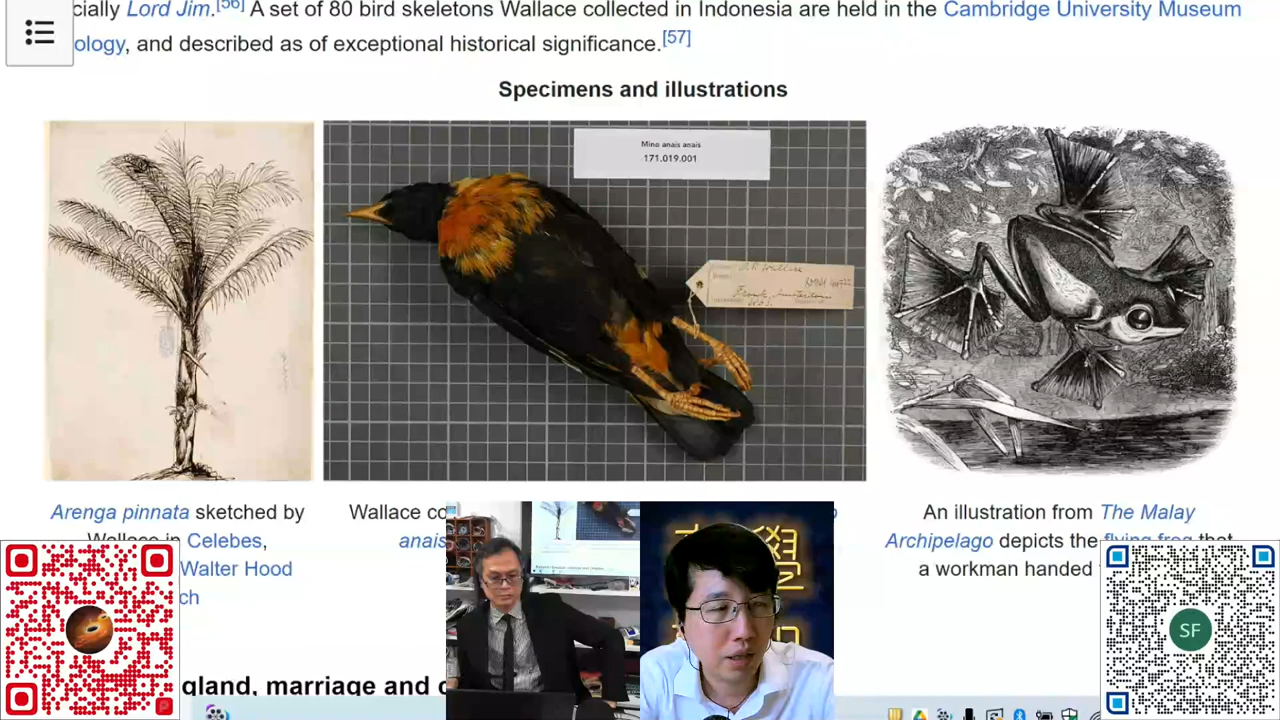 cially Lord Jim.[56] A set of 80 bird skeletons Wallace collected in Indonesia are held in the Cambridge University Museum
ology, and described as of exceptional historical significance.[57]
Specimens and illustrations
Mino anais anais
171.019.001
Arenga pinnata sketched by
Wallace in Celebes,
Walter Hood
ch
Wallace co
anais
An illustration from The Malay
Archipelago depicts the flying frog that
a workman handed
SF
gland, marriage and